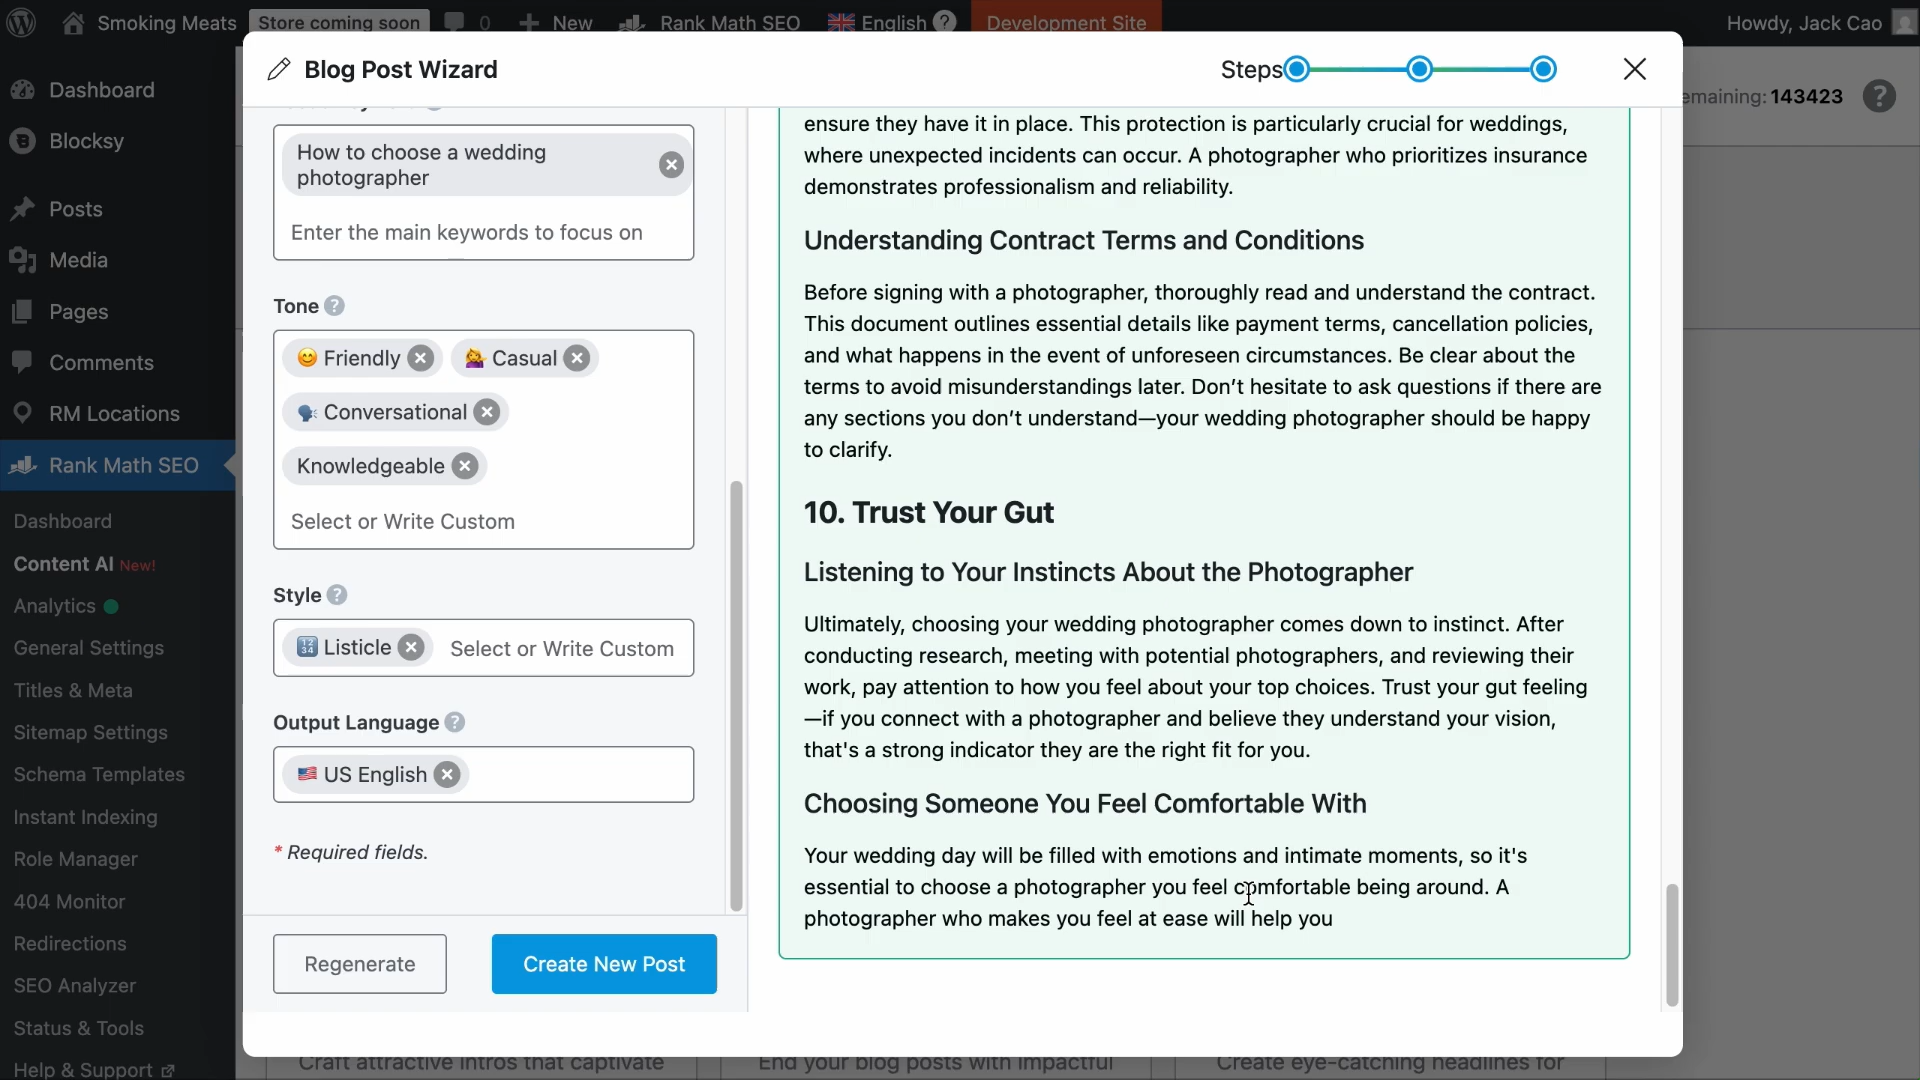 Smoking Meats
Store coming soon
0
New
Rank Math SEO
English
?
Development Site
Howdy, Jack Cao
Dashboard
Blocksy
Posts
Media
Pages
Comments
RM Locations
Rank Math SEO
Dashboard
Content AI New!
Analytics
General Settings
Titles & Meta
Sitemap Settings
Schema Templates
Instant Indexing
Role Manager
404 Monitor
Redirections
SEO Analyzer
Status & Tools
Help & Support
Blog Post Wizard
Steps
emaining: 143423
?
How to choose a wedding
photographer
Enter the main keywords to focus on
Tone ?
Friendly
Casual
Conversational
Knowledgeable
Select or Write Custom
Style ?
Listicle
Select or Write Custom
Output Language ?
US English
* Required fields.
Regenerate
Create New Post
ensure they have it in place. This protection is particularly crucial for weddings,
where unexpected incidents can occur. A photographer who prioritizes insurance
demonstrates professionalism and reliability.
Understanding Contract Terms and Conditions
Before signing with a photographer, thoroughly read and understand the contract.
This document outlines essential details like payment terms, cancellation policies,
and what happens in the event of unforeseen circumstances. Be clear about the
terms to avoid misunderstandings later. Don’t hesitate to ask questions if there are
any sections you don’t understand—your wedding photographer should be happy
to clarify.
10. Trust Your Gut
Listening to Your Instincts About the Photographer
Ultimately, choosing your wedding photographer comes down to instinct. After
conducting research, meeting with potential photographers, and reviewing their
work, pay attention to how you feel about your top choices. Trust your gut feeling
—if you connect with a photographer and believe they understand your vision,
that's a strong indicator they are the right fit for you.
Choosing Someone You Feel Comfortable With
Your wedding day will be filled with emotions and intimate moments, so it's
essential to choose a photographer you feel comfortable being around. A
photographer who makes you feel at ease will help you
Craft attractive intros that captivate
End your blog posts with impactful
Create eye-catching headlines for